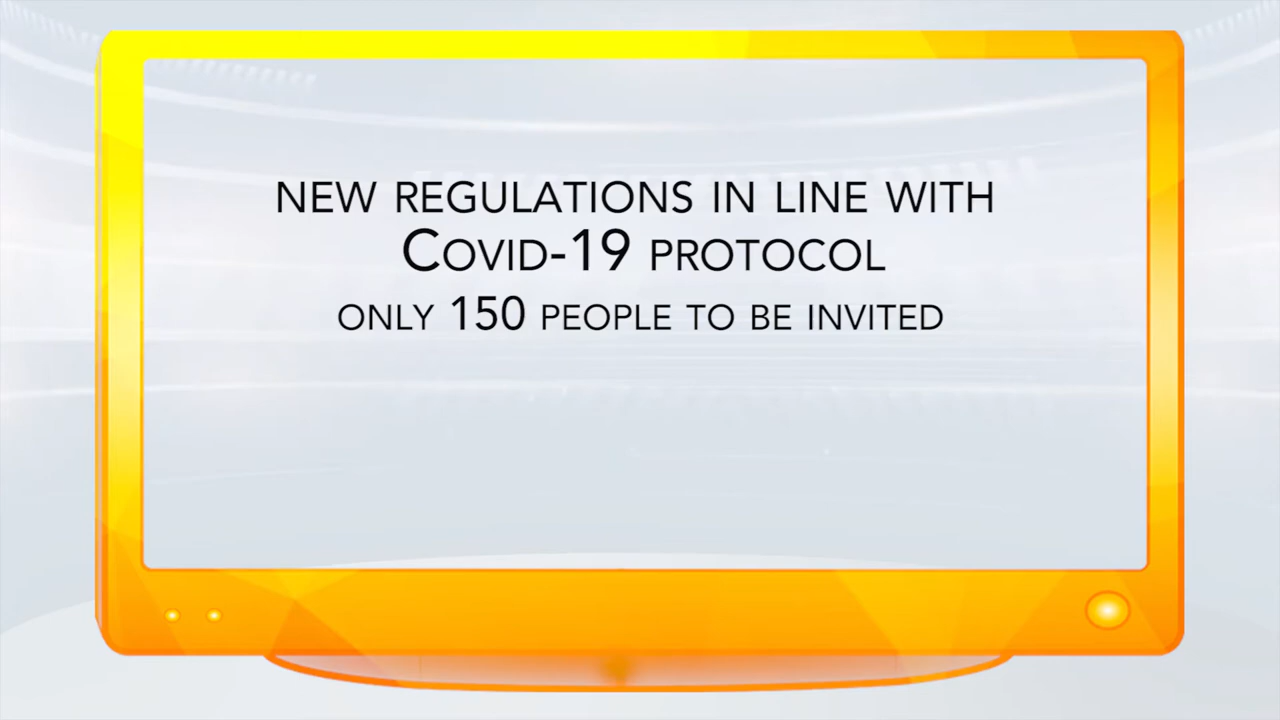 NEW REGULATIONS IN LINE WITH
COVID-19 PROTOCOL
ONLY 150 PEOPLE TO BE INVITED